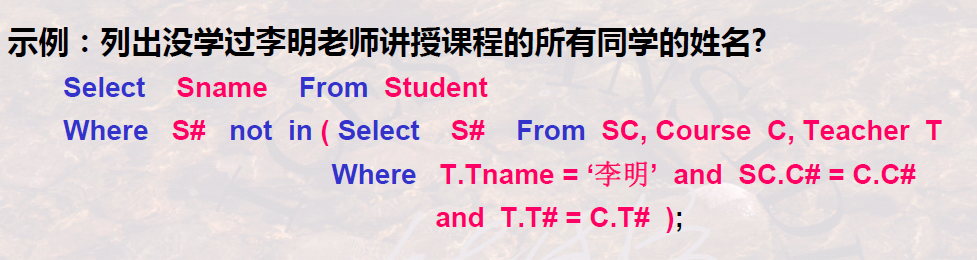 示例：列出没学过李明老师讲授课程的所有同学的姓名?
Select Sname From Student
Where S# not in ( Select S# From SC, Course C, Teacher T
Where T.Tname = ‘李明’ and SC.C# = C.C#
and T.T# = C.T# );